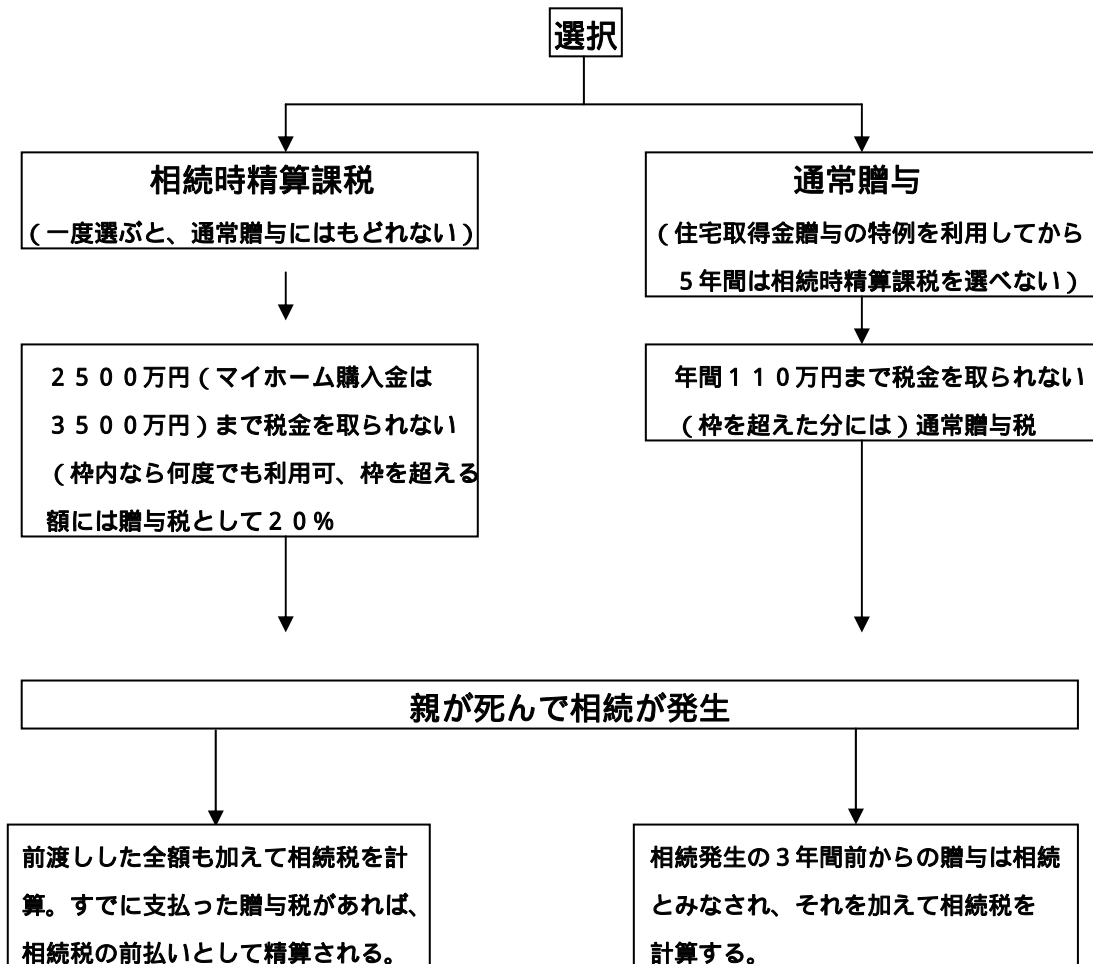 選択
相続時精算課税
（一度選ぶと、通常贈与にはもどれない）
通常贈与
（住宅取得金贈与の特例を利用してから
５年間は相続時精算課税を選べない）
２５００万円（マイホーム購入金は
３５００万円）まで税金を取られない
（枠内なら何度でも利用可、枠を超える
額には贈与税として２０％
年間１１０万円まで税金を取られない
（枠を超えた分には）通常贈与税
親が死んで相続が発生
前渡しした全額も加えて相続税を計
算。すでに支払った贈与税があれば、
相続税の前払いとして精算される。
相続発生の３年間前からの贈与は相続
とみなされ、それを加えて相続税を
計算する。